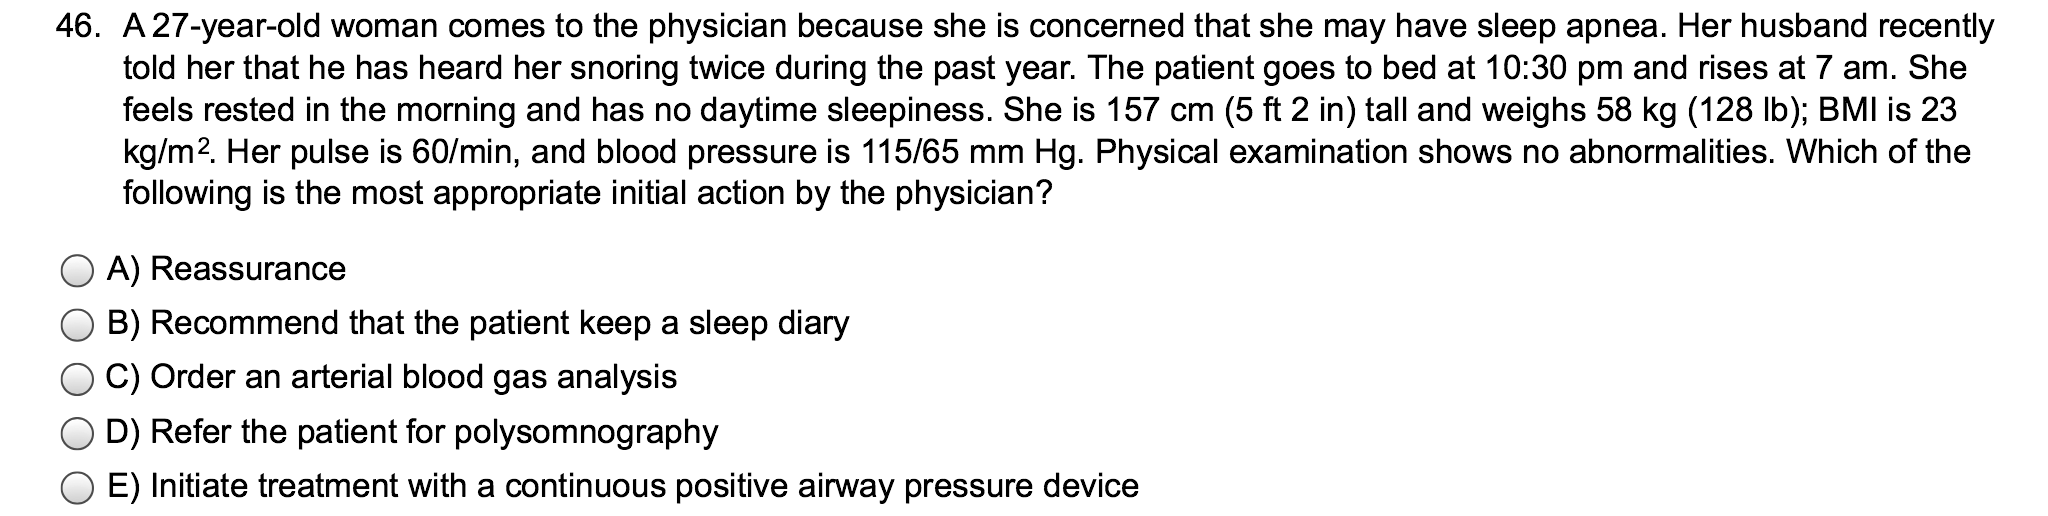 46. A 27-year-old woman comes to the physician because she is concerned that she may have sleep apnea. Her husband recently
told her that he has heard her snoring twice during the past year. The patient goes to bed at 10:30 pm and rises at 7 am. She
feels rested in the morning and has no daytime sleepiness. She is 157 cm (5 ft 2 in) tall and weighs 58 kg (128 lb); BMI is 23
kg/m². Her pulse is 60/min, and blood pressure is 115/65 mm Hg. Physical examination shows no abnormalities. Which of the
following is the most appropriate initial action by the physician?
A) Reassurance
B) Recommend that the patient keep a sleep diary
C) Order an arterial blood gas analysis
D) Refer the patient for polysomnography
E) Initiate treatment with a continuous positive airway pressure device